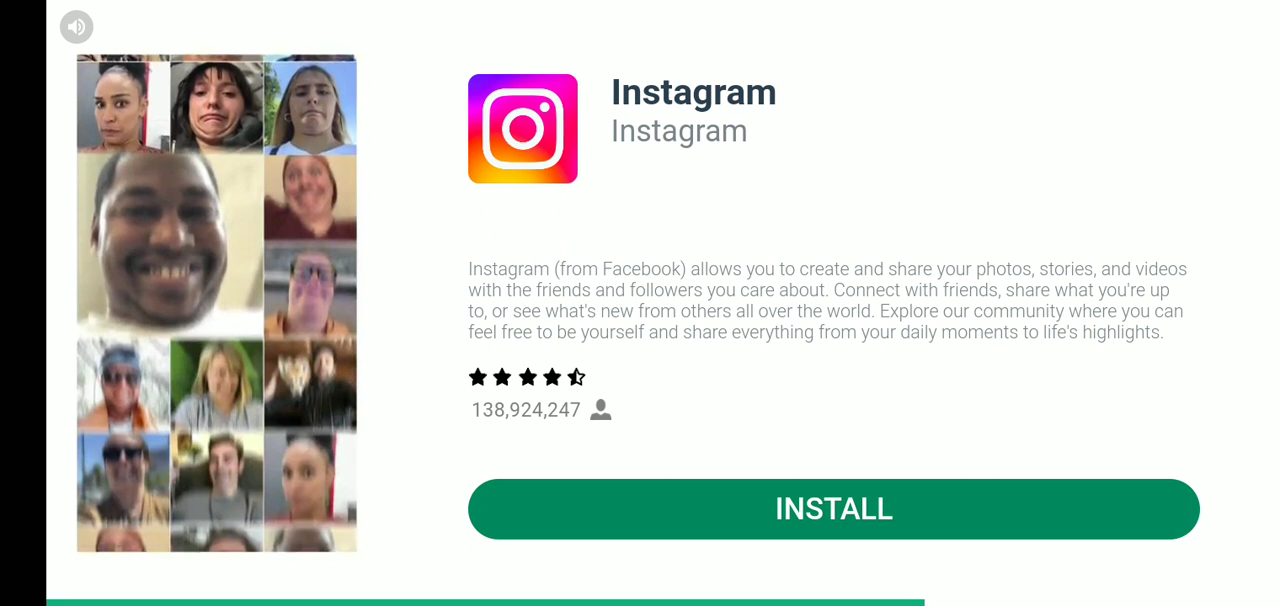 Instagram
Instagram
Instagram (from Facebook) allows you to create and share your photos, stories, and videos
with the friends and followers you care about. Connect with friends, share what you're up
to, or see what's new from others all over the world. Explore our community where you can
feel free to be yourself and share everything from your daily moments to life's highlights.
138,924,247
INSTALL